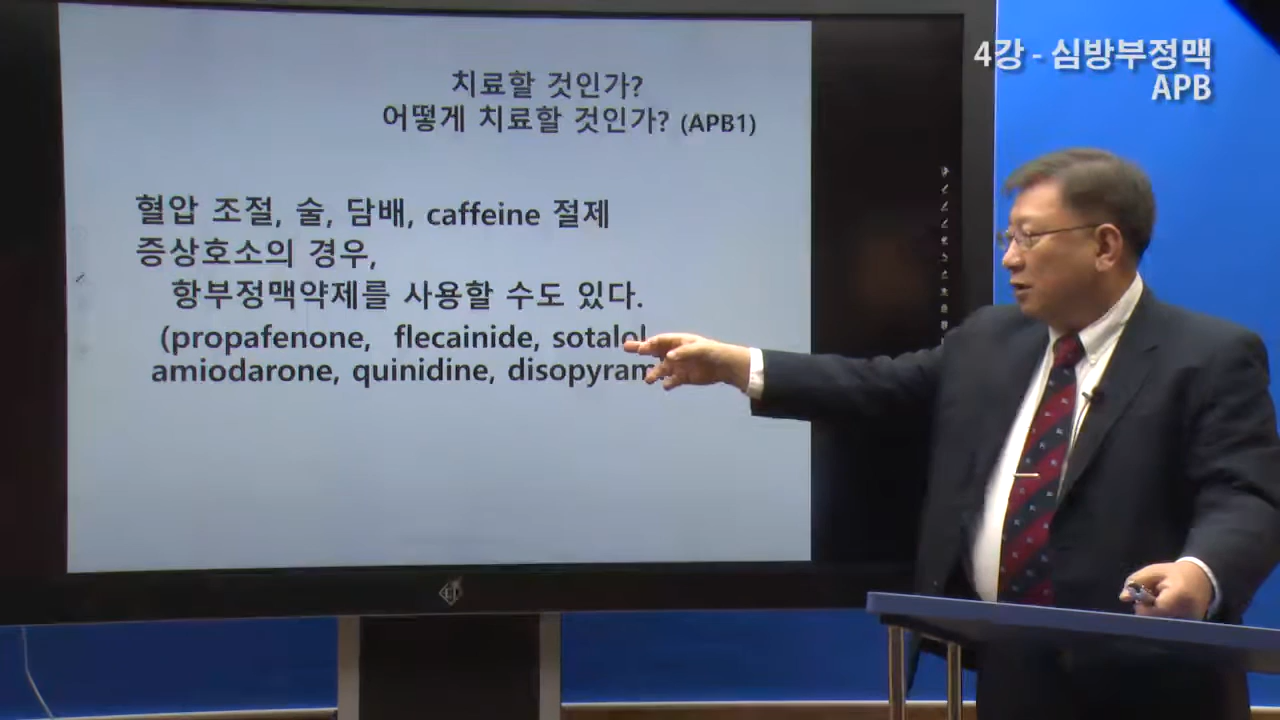 4강 - 심방부정맥
APB
치료할 것인가?
어떻게 치료할 것인가? (APB1)
혈압 조절, 술, 담배, caffeine 절제
증상호소의 경우,
항부정맥약제를 사용할 수도 있다.
(propafenone, flecainide,
amiodarone, quinidine,